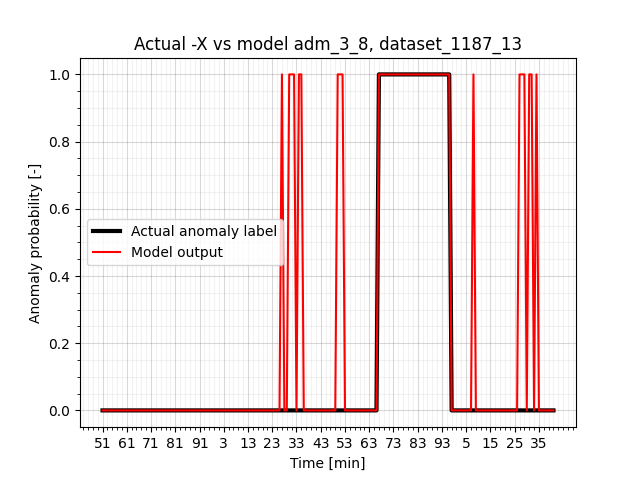 Actual -X vs model adm_3_8, dataset_1187_13
Anomaly probability [-]
1.0
0.8
0.6
0.4
0.2
0.0
Actual anomaly label
Model output
51 61 71 81 91 3 13 23 33 43 53 63 73 83 93 5 15 25 35
Time [min]